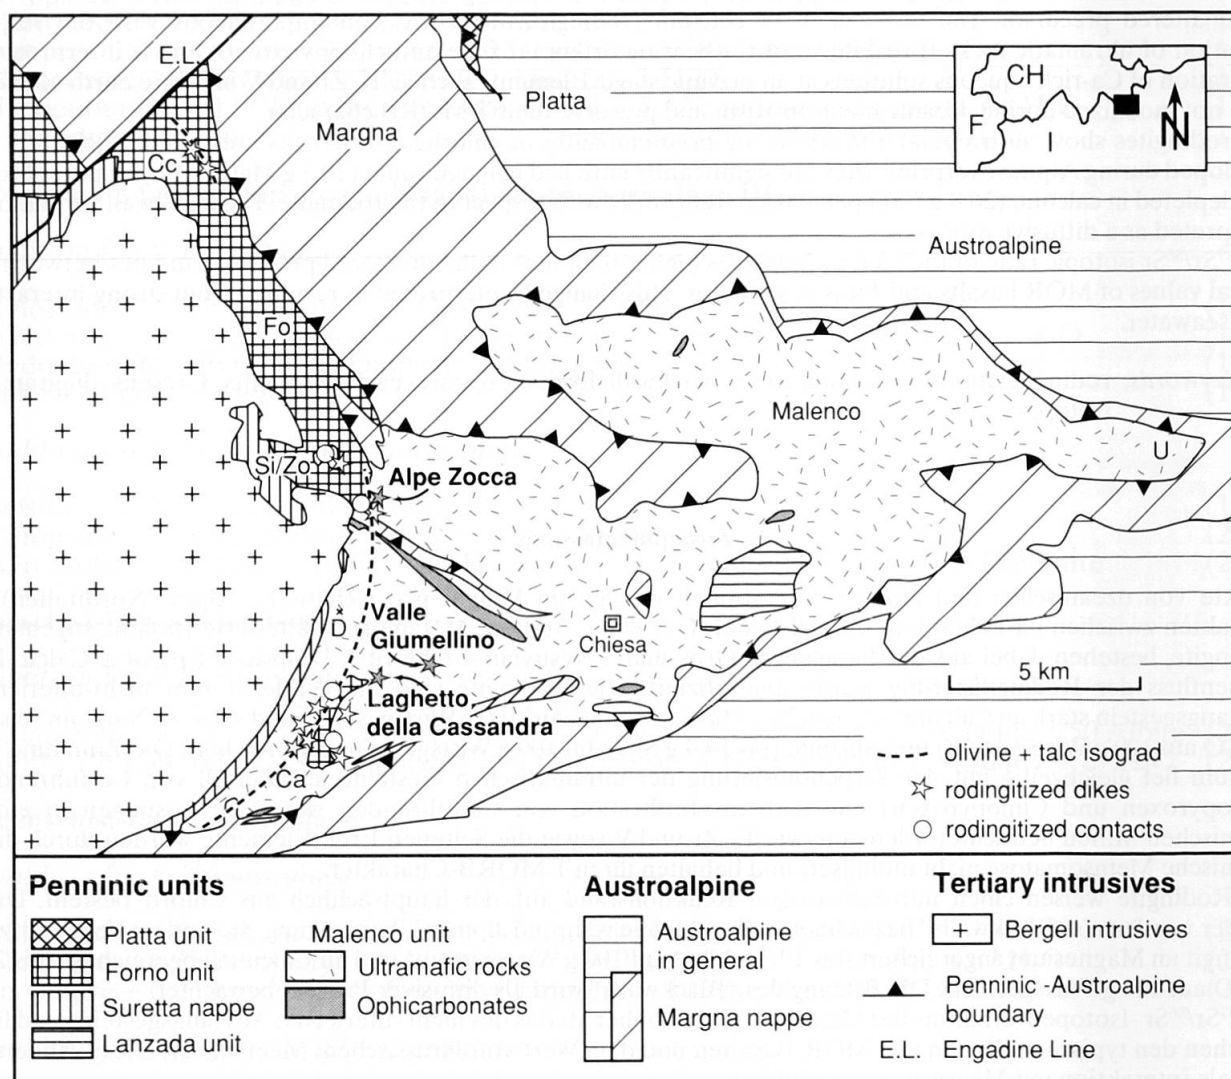 E.L.
Platta
Margna
CH
F
I
N
Cc
Austroalpine
Fo
Malenco
U
Si/Zo
Alpe Zocca
Valle
Giumellino
D
V
Chiesa
5 km
Laghetto
della Cassandra
Ca
olivine + talc isograd
rodingitized dikes
rodingitized contacts
Penninic units
Platta unit
Forno unit
Suretta nappe
Lanzada unit
Malenco unit
Ultramafic rocks
Ophicarbonates
Austroalpine
Austroalpine
in general
Margna nappe
Tertiary intrusives
Bergell intrusives
Penninic -Austroalpine
boundary
E.L. Engadine Line